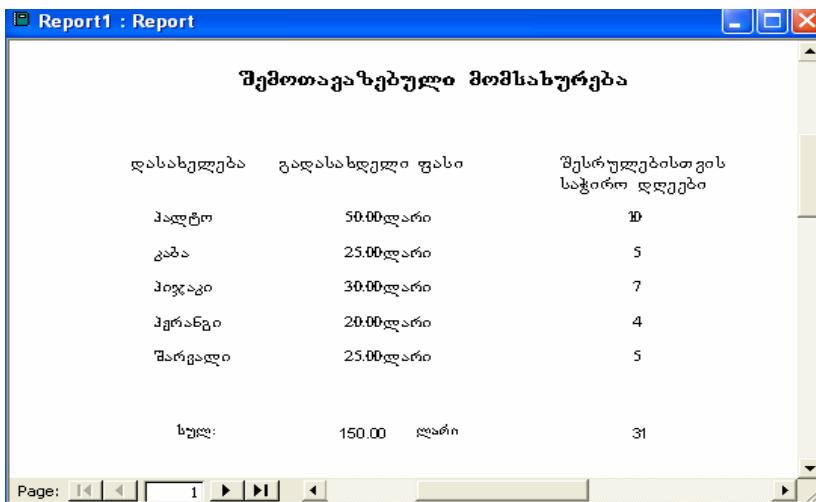 Report1 : Report
შემოთავაზებული მომსახურება
დასახელება გადასახდელი ფასი შესრულებისთვის საჭირო დღეები
პალტო 50.00ლარი 10
კაბა 25.00ლარი 5
პიჯაკი 30.00ლარი 7
პერანგი 20.00ლარი 4
შარვალი 25.00ლარი 5
სულ: 150.00 ლარი 31
Page: 1